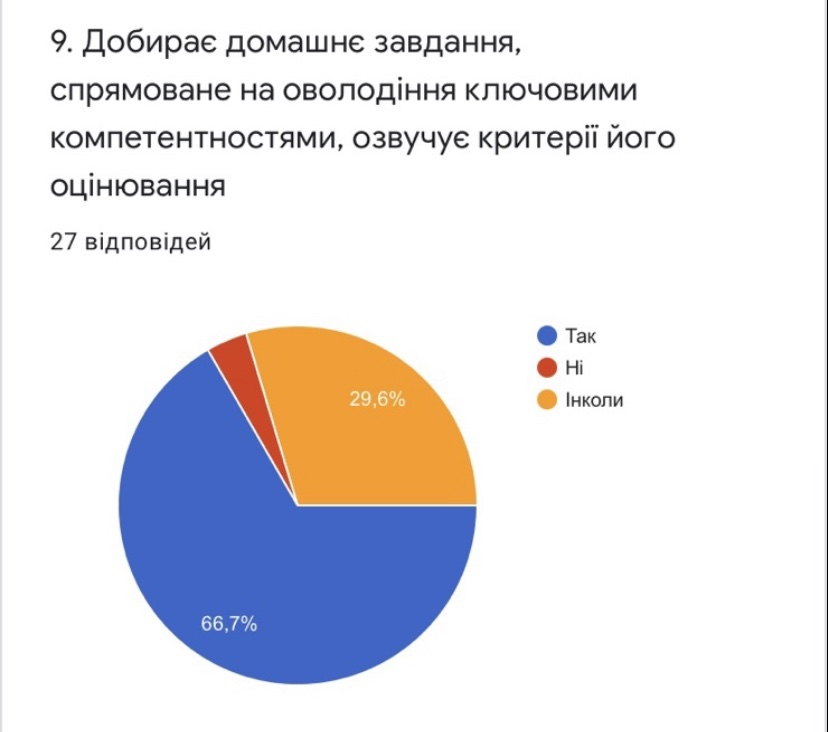 9. Добирає домашнє завдання,
спрямоване на оволодіння ключовими
компетентностями, озвучує критерії його
оцінювання
27 відповідей
Так
Ні
Інколи
29,6%
66,7%